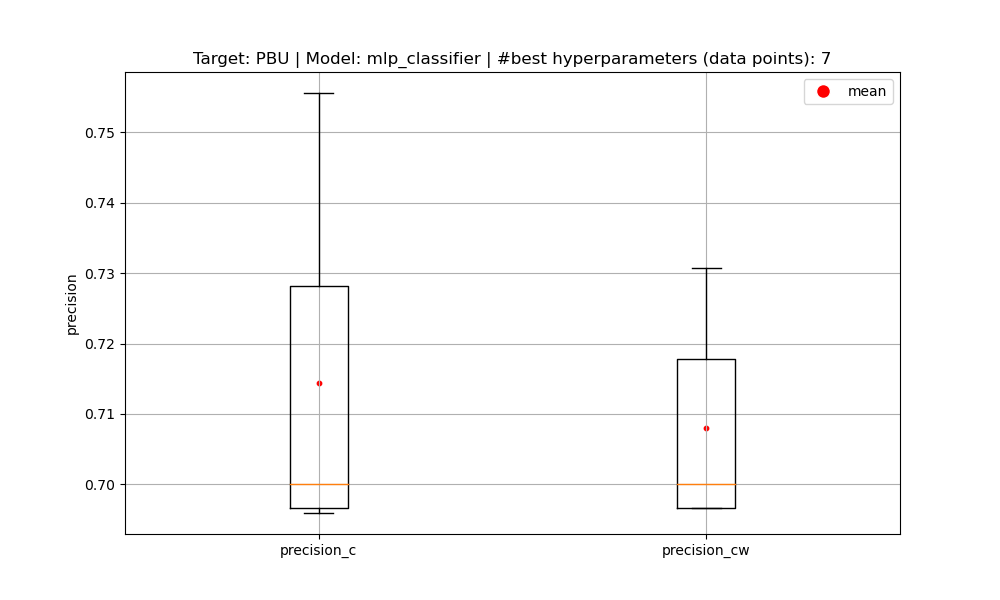 Target: PBU | Model: mlp_classifier | #best hyperparameters (data points): 7
mean
0.75
0.74
0.73
0.72
0.71
0.70
precision
precision_c
precision_cw